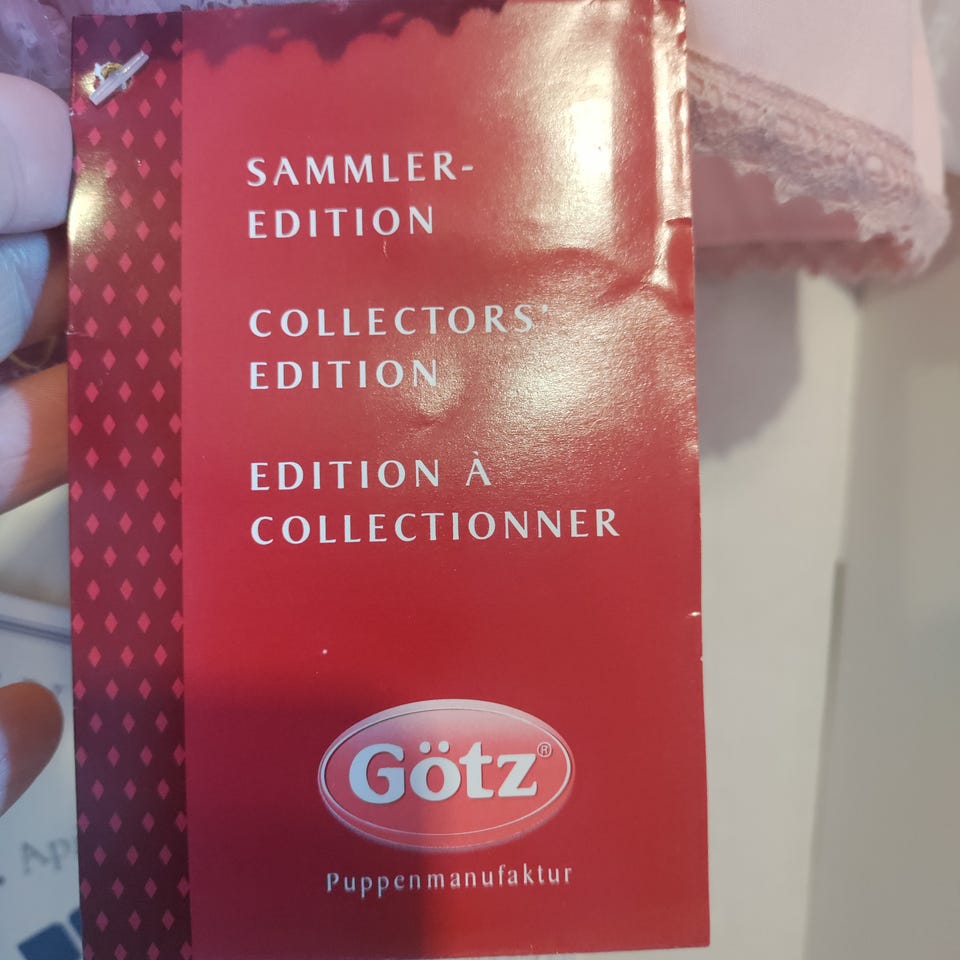 SAMMLER-
EDITION
COLLECTORS'
EDITION
EDITION À
COLLECTIONNER
Götz®
Puppenmanufaktur